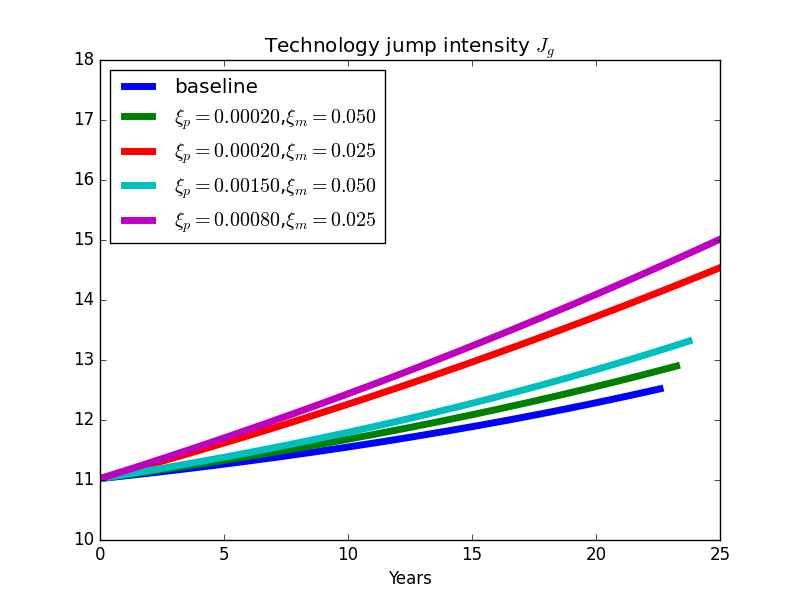 Technology jump intensity J_g
18
17
16
15
14
13
12
11
10
baseline
ξ_p = 0.00020,ξ_m = 0.050
ξ_p = 0.00020,ξ_m = 0.025
ξ_p = 0.00150,ξ_m = 0.050
ξ_p = 0.00080,ξ_m = 0.025
0 5 10 15 20 25
Years